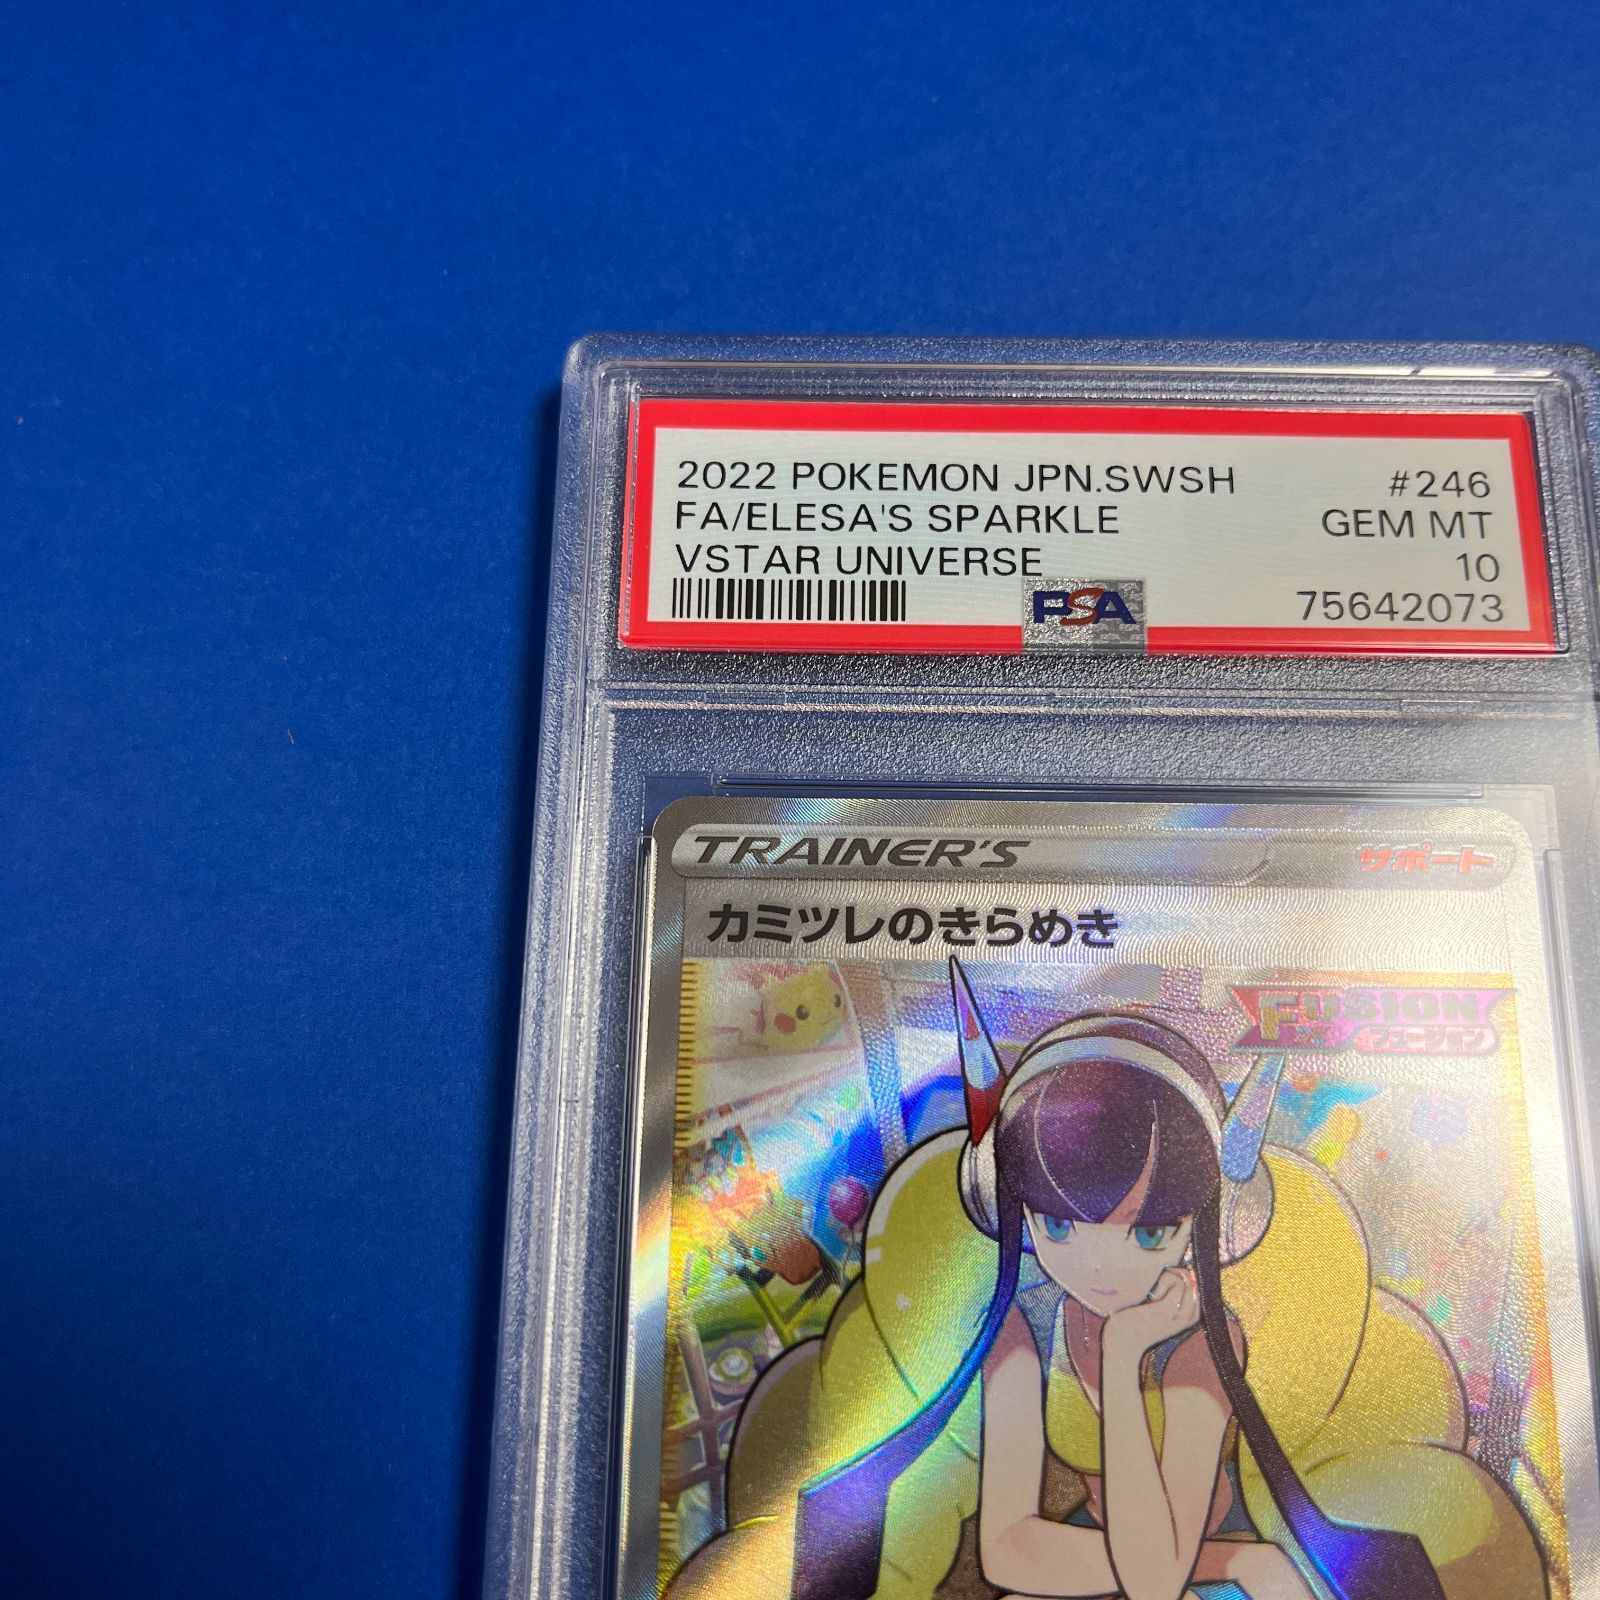 2022 POKEMON JPN.SWSH #246
FA/ELESA'S SPARKLE GEM MT
VSTAR UNIVERSE 10
PSA 75642073
TRAINER'S サポート
カミツレのきらめき
FUSION
フュージョン